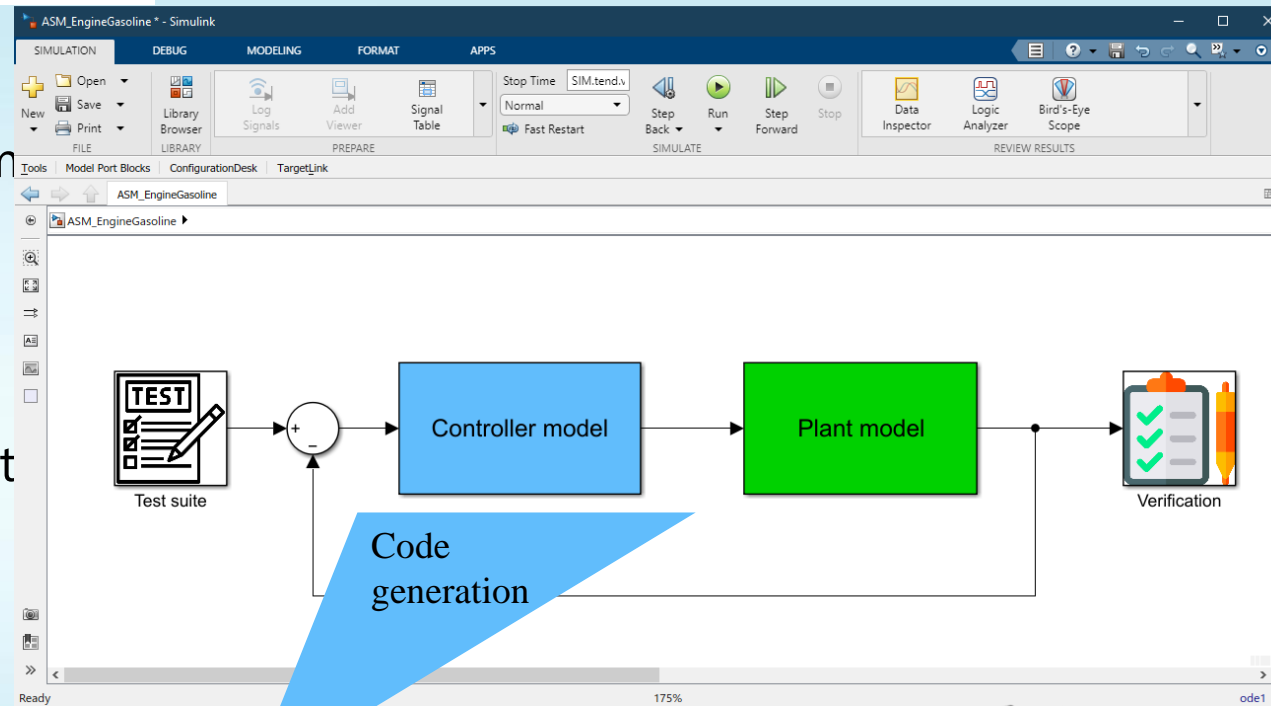 ASM_EngineGasoline * - Simulink
SIMULATION DEBUG MODELING FORMAT APPS
New
Open
Save
Print
FILE
Library
Browser
LIBRARY
Log
Signals
Add
Viewer
Signal
Table
PREPARE
Stop Time SIM.tend.v
Normal
Fast Restart
Step
Back
Run
Step
Forward
Stop
SIMULATE
Data
Inspector
Logic
Analyzer
Bird's-Eye
Scope
REVIEW RESULTS
Tools Model Port Blocks ConfigurationDesk TargetLink
ASM_EngineGasoline
ASM_EngineGasoline
TEST
Test suite
+
−
Controller model
Plant model
Verification
Code
generation
Ready 175% ode1